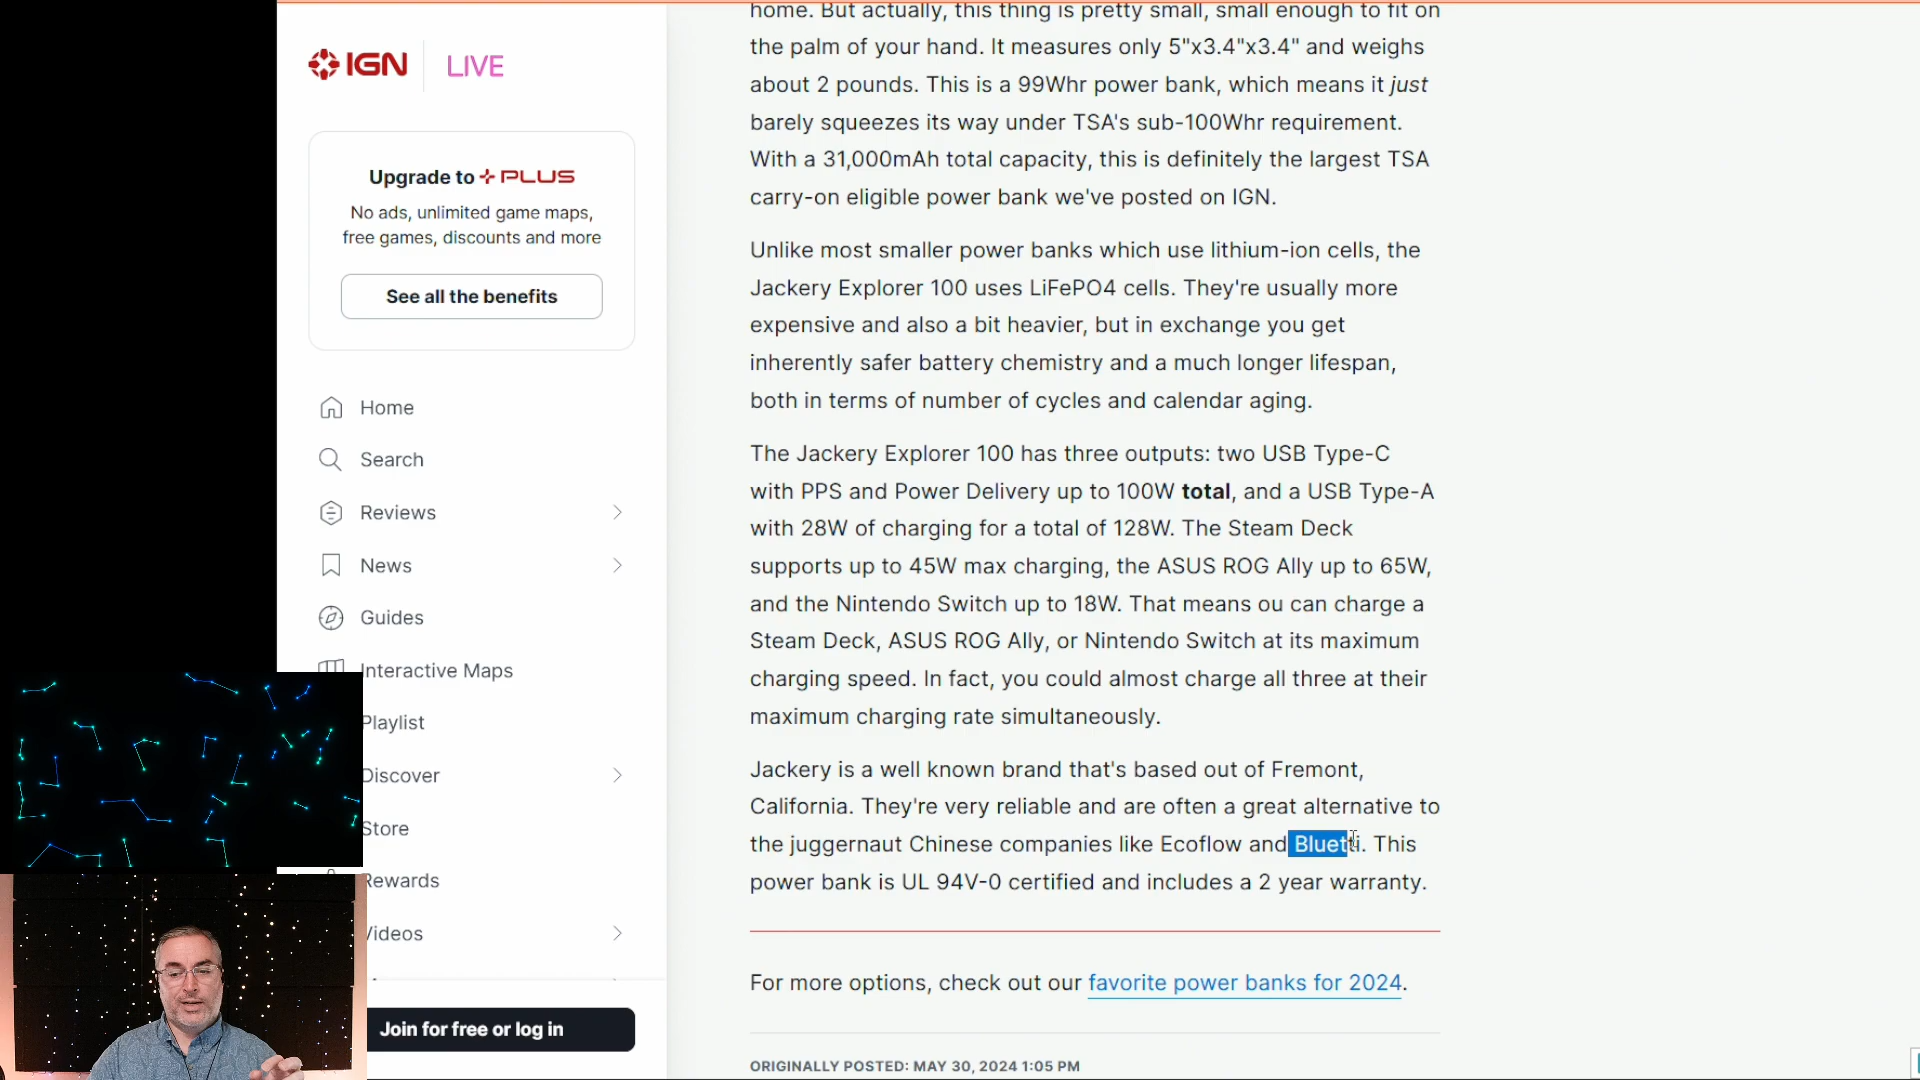 IGN
LIVE
Upgrade to PLUS
No ads, unlimited game maps,
free games, discounts and more
See all the benefits
Home
Search
Reviews
News
Guides
Interactive Maps
Playlist
Discover
Store
Rewards
Videos
Join for free or log in
home. But actually, this thing is pretty small, small enough to fit on
the palm of your hand. It measures only 5"x3.4"x3.4" and weighs
about 2 pounds. This is a 99Whr power bank, which means it just
barely squeezes its way under TSA's sub-100Whr requirement.
With a 31,000mAh total capacity, this is definitely the largest TSA
carry-on eligible power bank we've posted on IGN.
Unlike most smaller power banks which use lithium-ion cells, the
Jackery Explorer 100 uses LiFePO4 cells. They're usually more
expensive and also a bit heavier, but in exchange you get
inherently safer battery chemistry and a much longer lifespan,
both in terms of number of cycles and calendar aging.
The Jackery Explorer 100 has three outputs: two USB Type-C
with PPS and Power Delivery up to 100W total, and a USB Type-A
with 28W of charging for a total of 128W. The Steam Deck
supports up to 45W max charging, the ASUS ROG Ally up to 65W,
and the Nintendo Switch up to 18W. That means ou can charge a
Steam Deck, ASUS ROG Ally, or Nintendo Switch at its maximum
charging speed. In fact, you could almost charge all three at their
maximum charging rate simultaneously.
Jackery is a well known brand that's based out of Fremont,
California. They're very reliable and are often a great alternative to
the juggernaut Chinese companies like Ecoflow and Bluetti. This
power bank is UL 94V-0 certified and includes a 2 year warranty.
For more options, check out our favorite power banks for 2024.
ORIGINALLY POSTED: MAY 30, 2024 1:05 PM